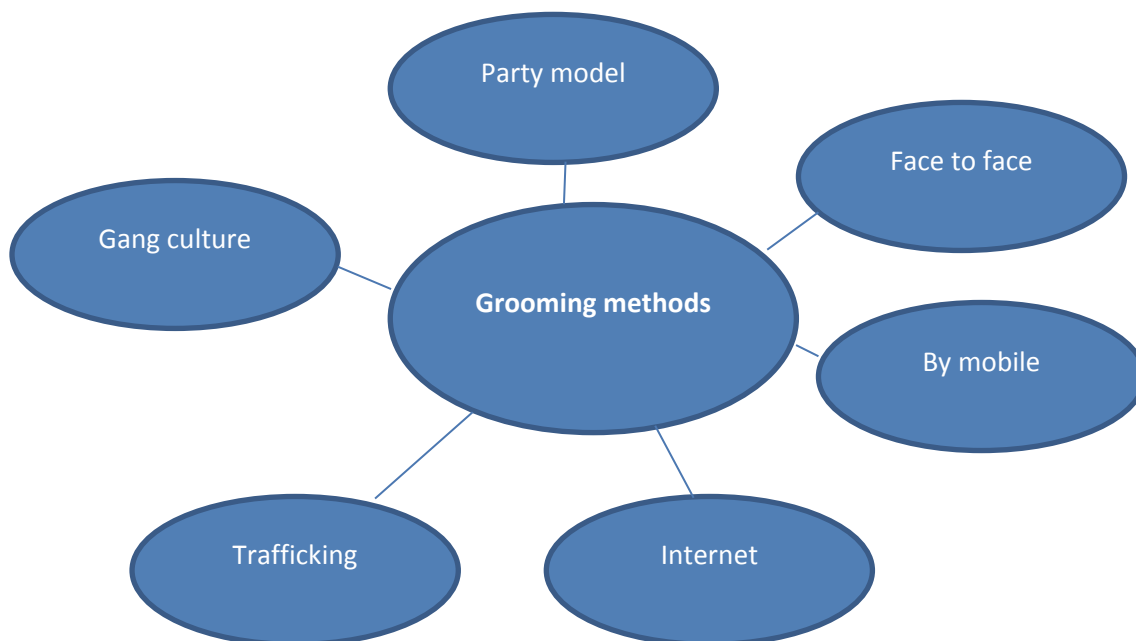 Party model
Face to face
Gang culture
Grooming methods
By mobile
Trafficking
Internet